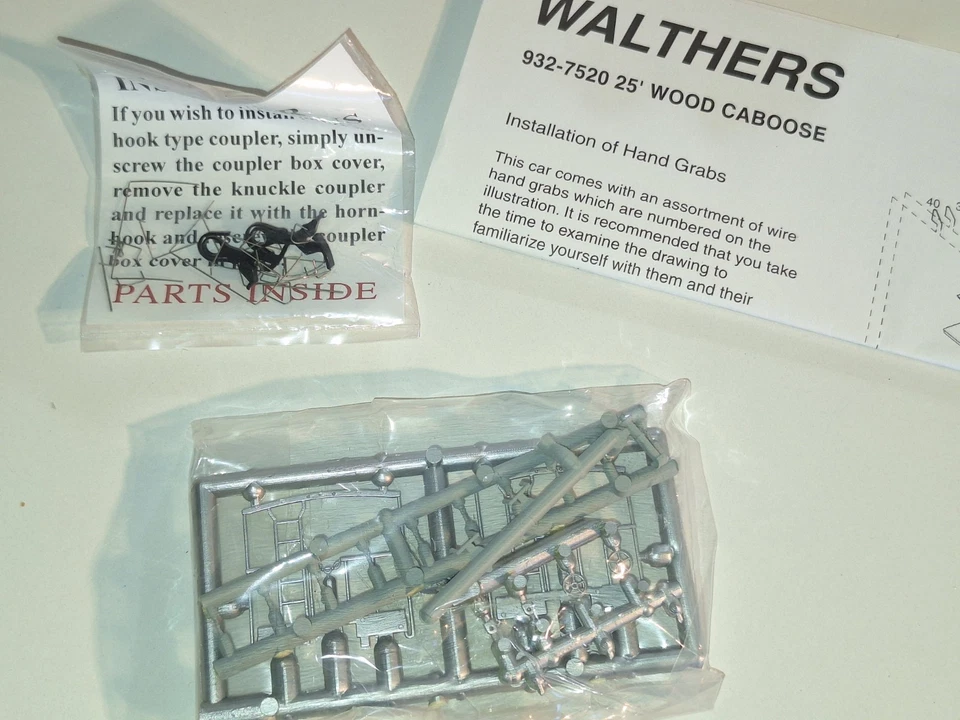 If you wish to
hook type coupler, simply un-
screw the coupler box cover,
remove the knuckle coupler
and replace it with the horn-
hook and coupler
box cover
PARTS INSIDE
WALTHERS
932-7520 25' WOOD CABOOSE
Installation of Hand Grabs
This car comes with an assortment of wire
hand grabs which are numbered on the
illustration. It is recommended that you take
the time to examine the drawing to
familiarize yourself with them and their
40